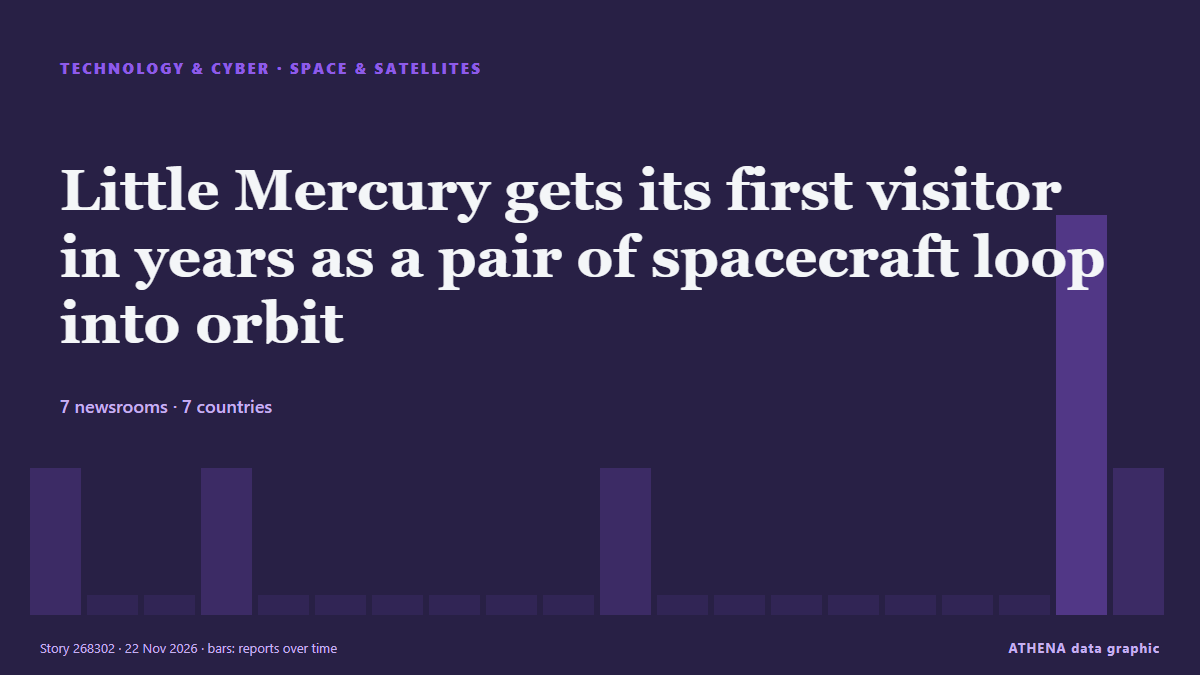 TECHNOLOGY & CYBER · SPACE & SATELLITES
Little Mercury gets its first visitor
in years as a pair of spacecraft loop
into orbit
7 newsrooms · 7 countries
Story 268302 · 22 Nov 2026 · bars: reports over time
ATHENA data graphic